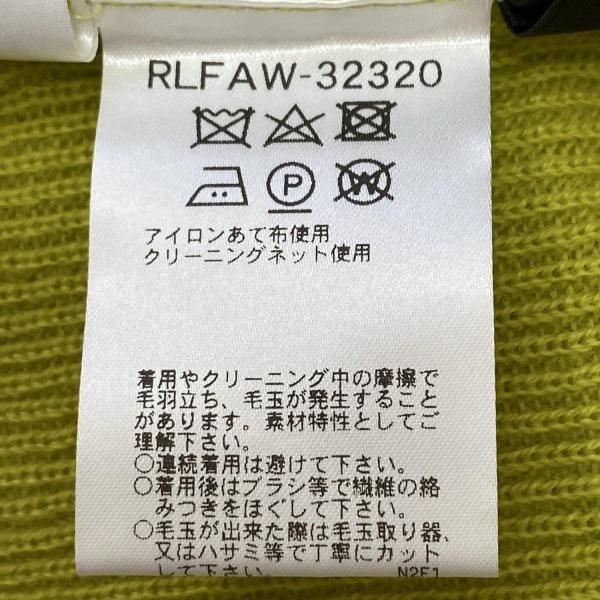 RLFAW-32320
P
W
アイロンあて布使用
クリーニングネット使用
着用やクリーニング中の摩擦で
毛羽立ち、毛玉が発生すること
があります。素材特性としてご
理解下さい。
○連続着用は避けて下さい。
○着用後はブラシ等で繊維の絡
みつきをほぐして下さい。
○毛玉が出来た際は毛玉取り器、
又はハサミ等で丁寧にカット
して下さい。 N2F1